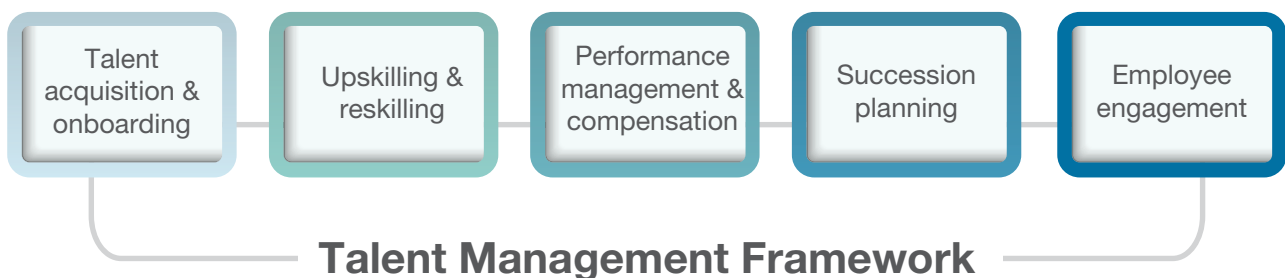 Talent
acquisition &
onboarding
Upskilling &
reskilling
Performance
management &
compensation
Succession
planning
Employee
engagement
Talent Management Framework